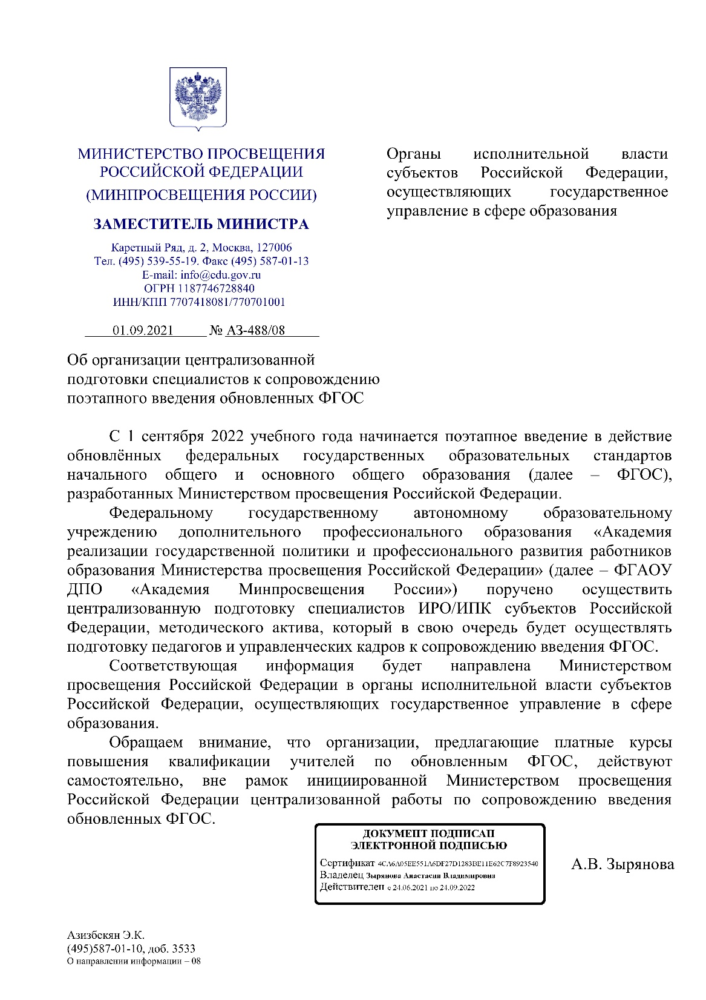 МИНИСТЕРСТВО ПРОСВЕЩЕНИЯ
РОССИЙСКОЙ ФЕДЕРАЦИИ
(МИНПРОСВЕЩЕНИЯ РОССИИ)
ЗАМЕСТИТЕЛЬ МИНИСТРА
Каретный Ряд, д. 2, Москва, 127006
Тел. (495) 539-55-19. Факс (495) 587-01-13
E-mail: info@edu.gov.ru
ОГРН 1187746728840
ИНН/КПП 7707418081/770701001
01.09.2021 № АЗ-488/08
Органы исполнительной власти
субъектов Российской Федерации,
осуществляющих государственное
управление в сфере образования
Об организации централизованной
подготовки специалистов к сопровождению
поэтапного введения обновленных ФГОС
С 1 сентября 2022 учебного года начинается поэтапное введение в действие
обновлённых федеральных государственных образовательных стандартов
начального общего и основного общего образования (далее – ФГОС),
разработанных Министерством просвещения Российской Федерации.
Федеральному государственному автономному образовательному
учреждению дополнительного профессионального образования «Академия
реализации государственной политики и профессионального развития работников
образования Министерства просвещения Российской Федерации» (далее – ФГАОУ
ДПО «Академия Минпросвещения России») поручено осуществить
централизованную подготовку специалистов ИРО/ИПК субъектов Российской
Федерации, методического актива, который в свою очередь будет осуществлять
подготовку педагогов и управленческих кадров к сопровождению введения ФГОС.
Соответствующая информация будет направлена Министерством
просвещения Российской Федерации в органы исполнительной власти субъектов
Российской Федерации, осуществляющих государственное управление в сфере
образования.
Обращаем внимание, что организации, предлагающие платные курсы
повышения квалификации учителей по обновленным ФГОС, действуют
самостоятельно, вне рамок инициированной Министерством просвещения
Российской Федерации централизованной работы по сопровождению введения
обновленных ФГОС.
ДОКУМЕНТ ПОДПИСАН
ЭЛЕКТРОННОЙ ПОДПИСЬЮ
Сертификат 4CA6A05EE551A6DF27D1283BE11E62C7F8923540
Владелец Зырянова Анастасия Владимировна
Действителен с 24.06.2021 по 24.09.2022
А.В. Зырянова
Азизбекян Э.К.
(495)587-01-10, доб. 3533
О направлении информации – 08